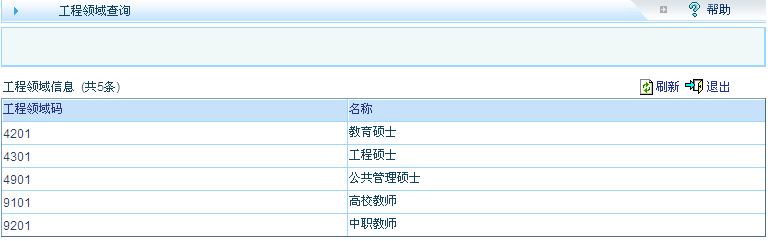 工程领域查询 帮助
工程领域信息 (共5条) 刷新 退出
工程领域码 名称
4201 教育硕士
4301 工程硕士
4901 公共管理硕士
9101 高校教师
9201 中职教师